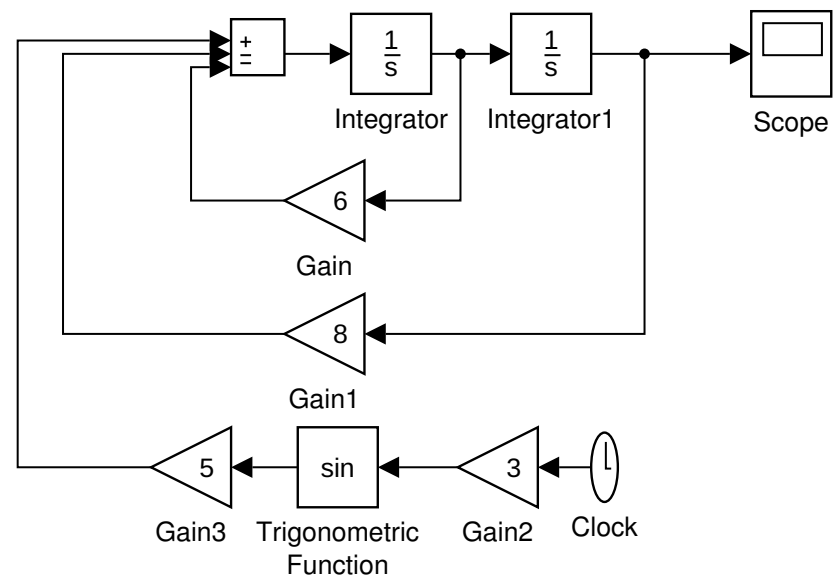 +
−
−
1
s
1
s
Integrator
Integrator1
Scope
6
Gain
8
Gain1
5
sin
3
Gain3
Trigonometric
Function
Gain2
Clock